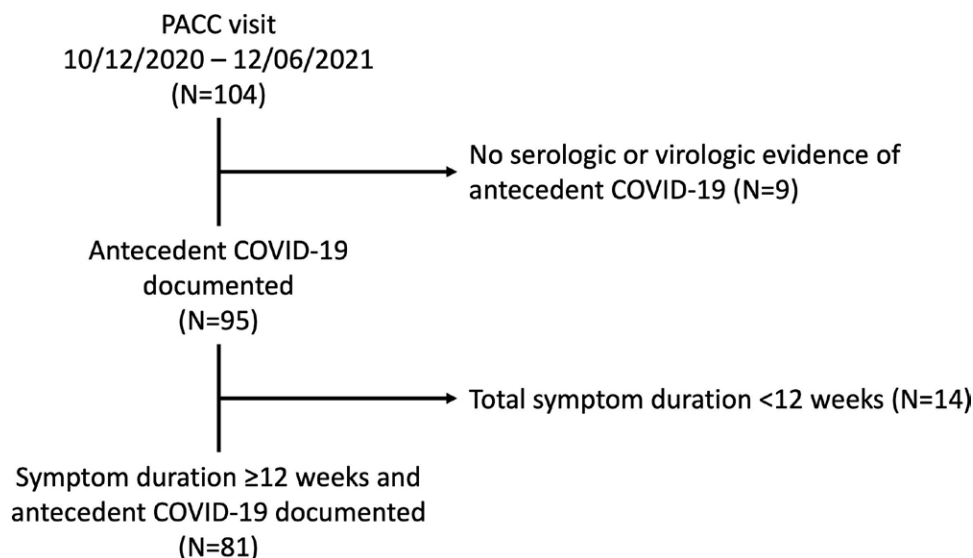 PACC visit
10/12/2020 – 12/06/2021
(N=104)
No serologic or virologic evidence of
antecedent COVID-19 (N=9)
Antecedent COVID-19
documented
(N=95)
Total symptom duration <12 weeks (N=14)
Symptom duration ≥12 weeks and
antecedent COVID-19 documented
(N=81)